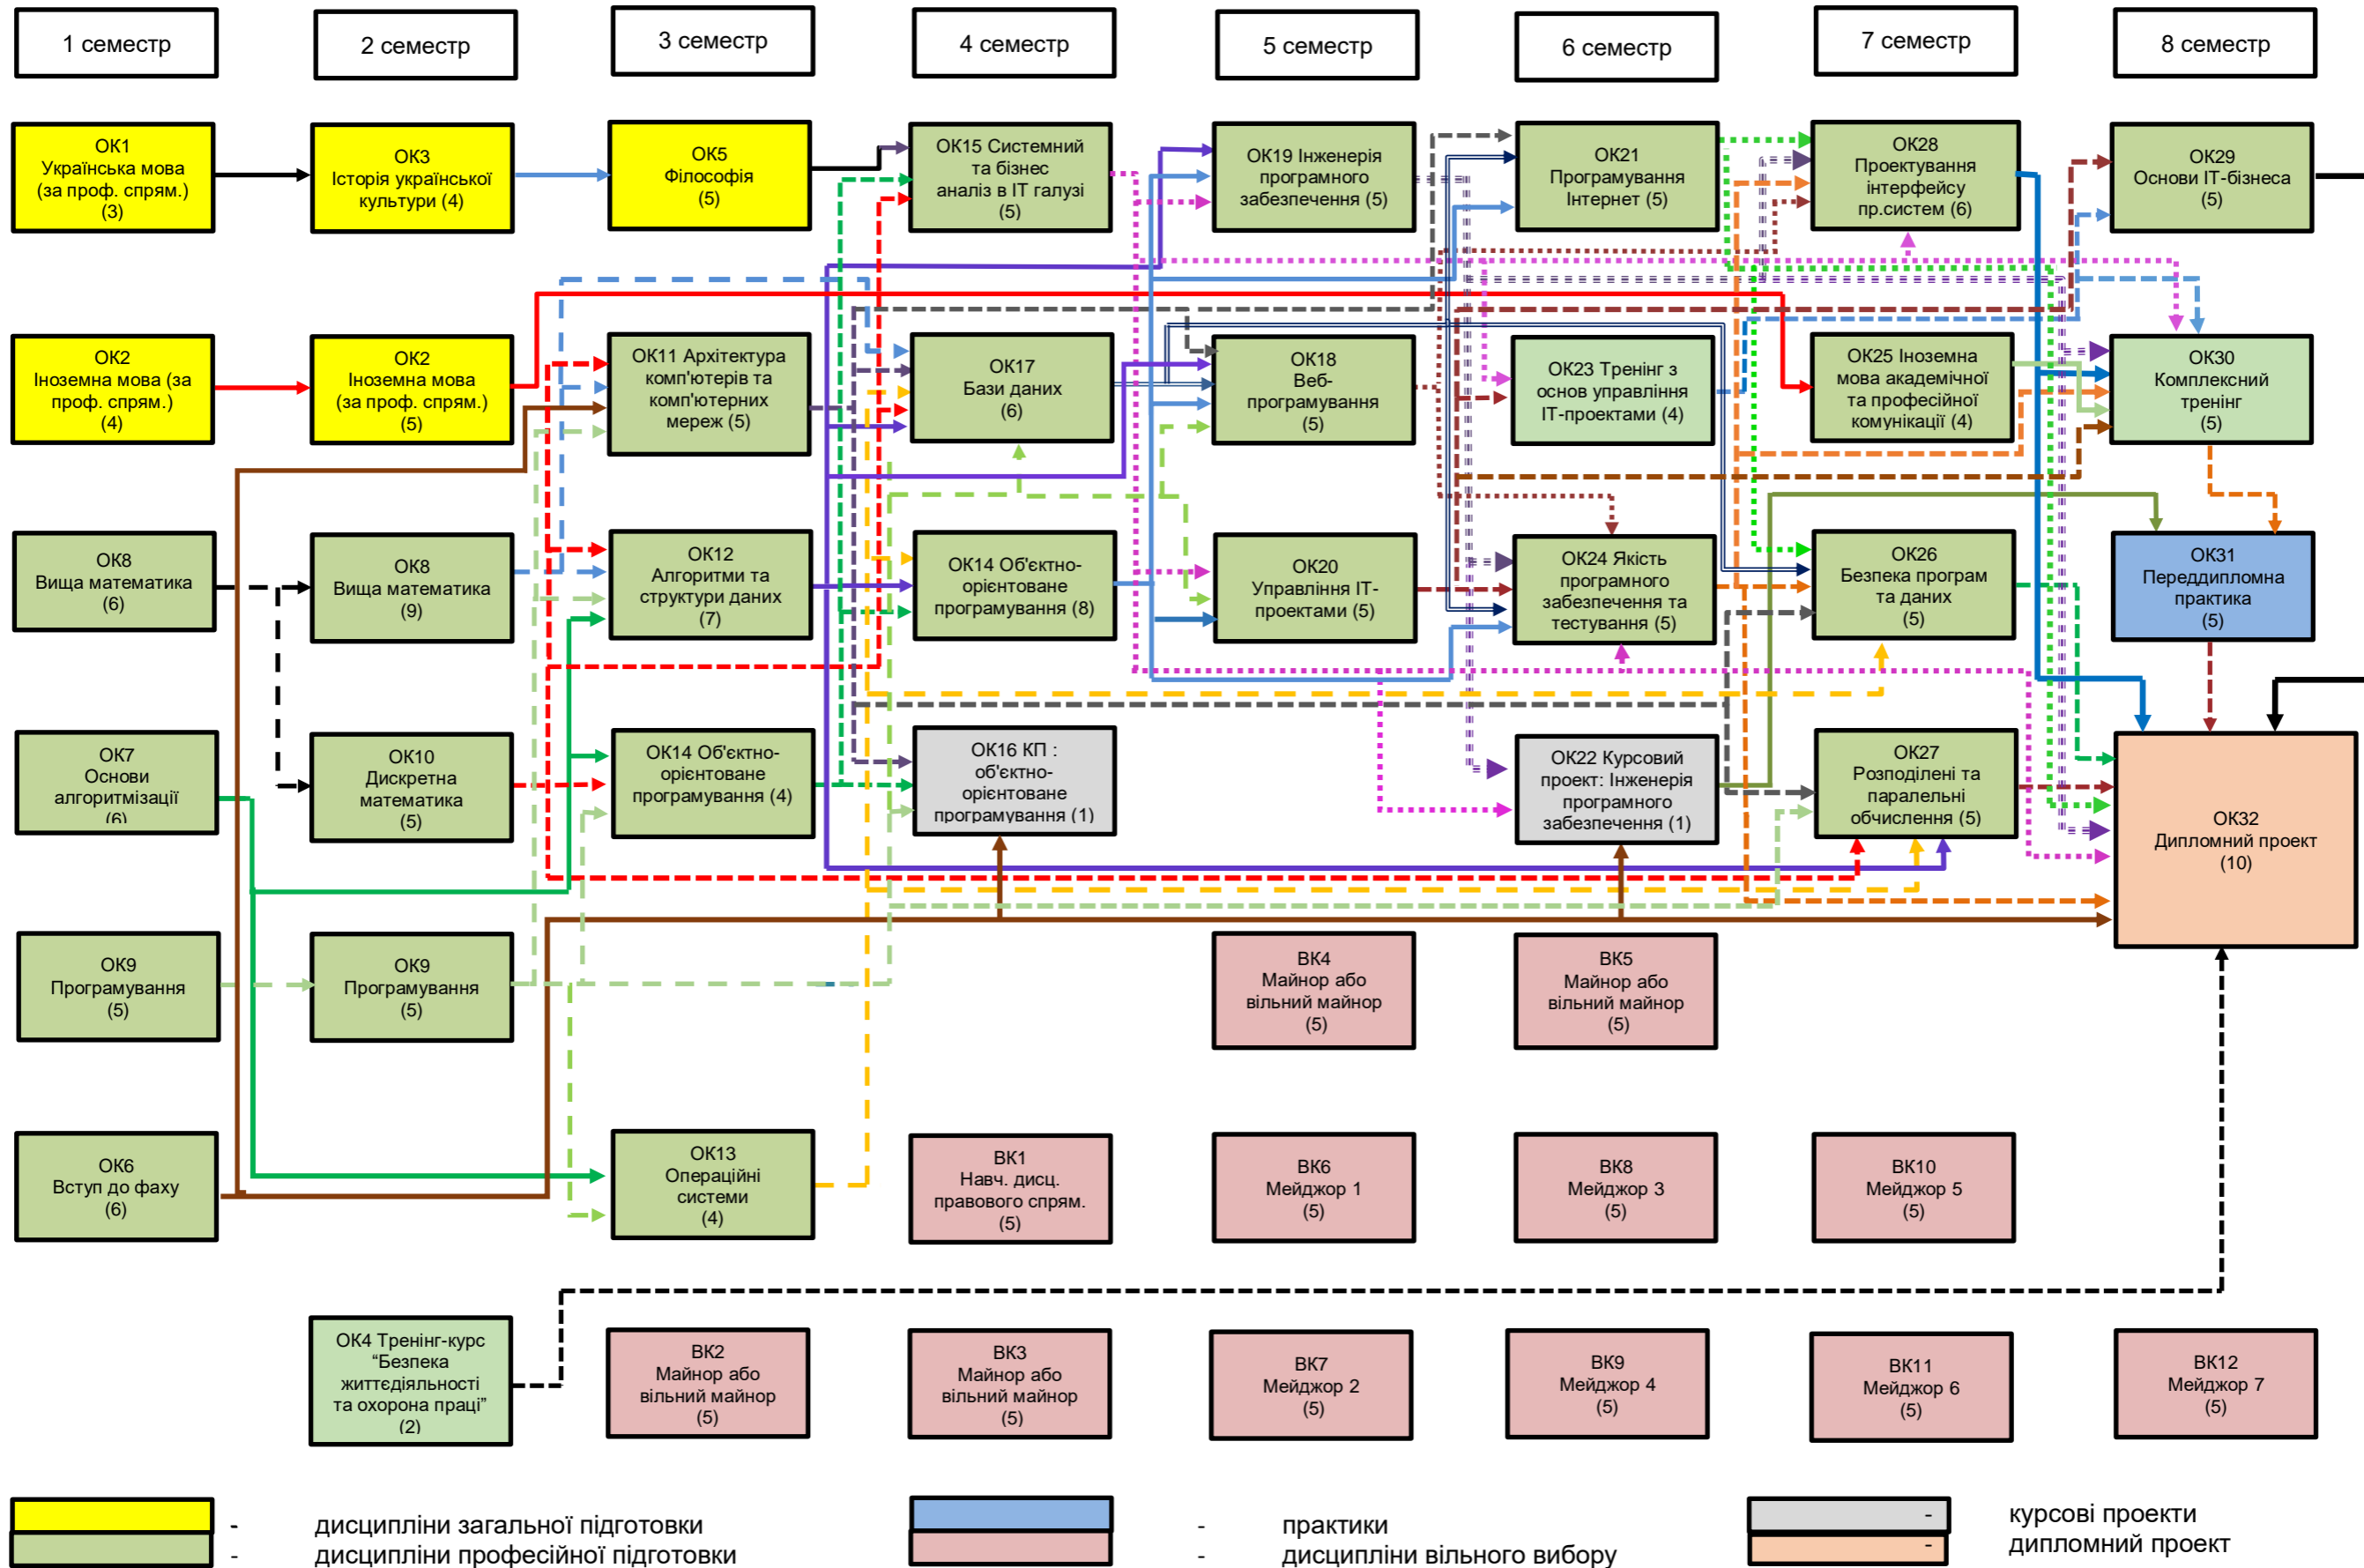 1 семестр
2 семестр
3 семестр
4 семестр
5 семестр
6 семестр
7 семестр
8 семестр
ОК1
Українська мова
(за проф. спрям.)
(3)
ОК3
Історія української
культури (4)
ОК5
Філософія
(5)
ОК15 Системний
та бізнес
аналіз в ІТ галузі
(5)
ОК19 Інженерія
програмного
забезпечення (5)
ОК21
Програмування
Інтернет (5)
ОК28
Проектування
інтерфейсу
пр.систем (6)
ОК29
Основи ІТ-бізнеса
(5)
ОК2
Іноземна мова (за
проф. спрям.)
(4)
ОК2
Іноземна мова
(за проф. спрям.)
(5)
ОК11 Архітектура
комп'ютерів та
комп'ютерних
мереж (5)
ОК17
Бази даних
(6)
ОК18
Веб-
програмування
(5)
ОК23 Тренінг з
основ управління
ІТ-проектами (4)
ОК25 Іноземна
мова академічної
та професійної
комунікації (4)
ОК30
Комплексний
тренінг
(5)
ОК8
Вища математика
(6)
ОК8
Вища математика
(9)
ОК12
Алгоритми та
структури даних
(7)
ОК14 Об'єктно-
орієнтоване
програмування (8)
ОК20
Управління ІТ-
проектами (5)
ОК24 Якість
програмного
забезпечення та
тестування (5)
ОК26
Безпека програм
та даних
(5)
ОК31
Переддипломна
практика
(5)
ОК7
Основи
алгоритмізації
(6)
ОК10
Дискретна
математика
(5)
ОК14 Об'єктно-
орієнтоване
програмування (4)
ОК16 КП :
об'єктно-
орієнтоване
програмування (1)
ОК22 Курсовий
проект: Інженерія
програмного
забезпечення (1)
ОК27
Розподілені та
паралельні
обчислення (5)
ОК32
Дипломний проект
(10)
ОК9
Програмування
(5)
ОК9
Програмування
(5)
ВК4
Майнор або
вільний майнор
(5)
ВК5
Майнор або
вільний майнор
(5)
ОК6
Вступ до фаху
(6)
ОК13
Операційні
системи
(4)
ВК1
Навч. дисц.
правового спрям.
(5)
ВК6
Мейджор 1
(5)
ВК8
Мейджор 3
(5)
ВК10
Мейджор 5
(5)
ОК4 Тренінг-курс
“Безпека
життєдіяльності
та охорона праці”
(2)
ВК2
Майнор або
вільний майнор
(5)
ВК3
Майнор або
вільний майнор
(5)
ВК7
Мейджор 2
(5)
ВК9
Мейджор 4
(5)
ВК11
Мейджор 6
(5)
ВК12
Мейджор 7
(5)
- дисципліни загальної підготовки
- дисципліни професійної підготовки
- практики
- дисципліни вільного вибору
- курсові проекти
- дипломний проект